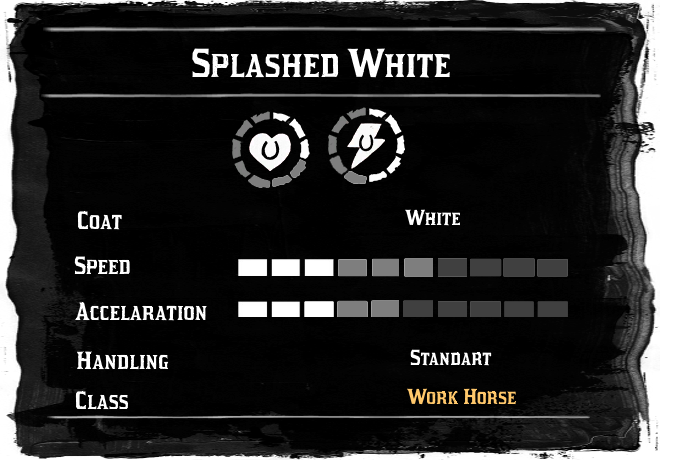 Splashed White
Coat White
Speed
Accelaration
Handling Standart
Class Work Horse